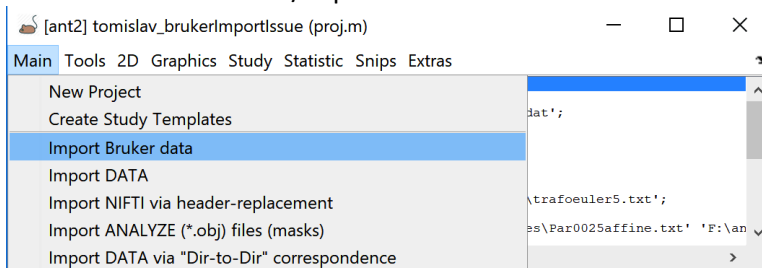 [ant2] tomislav_brukerImportIssue (proj.m)
Main Tools 2D Graphics Study Statistic Snips Extras
New Project
Create Study Templates
dat';
Import Bruker data
Import DATA
Import NIFTI via header-replacement
\trafoeuler5.txt';
Import ANALYZE (*.obj) files (masks)
es\Par0025affine.txt' 'F:\an
Import DATA via "Dir-to-Dir" correspondence